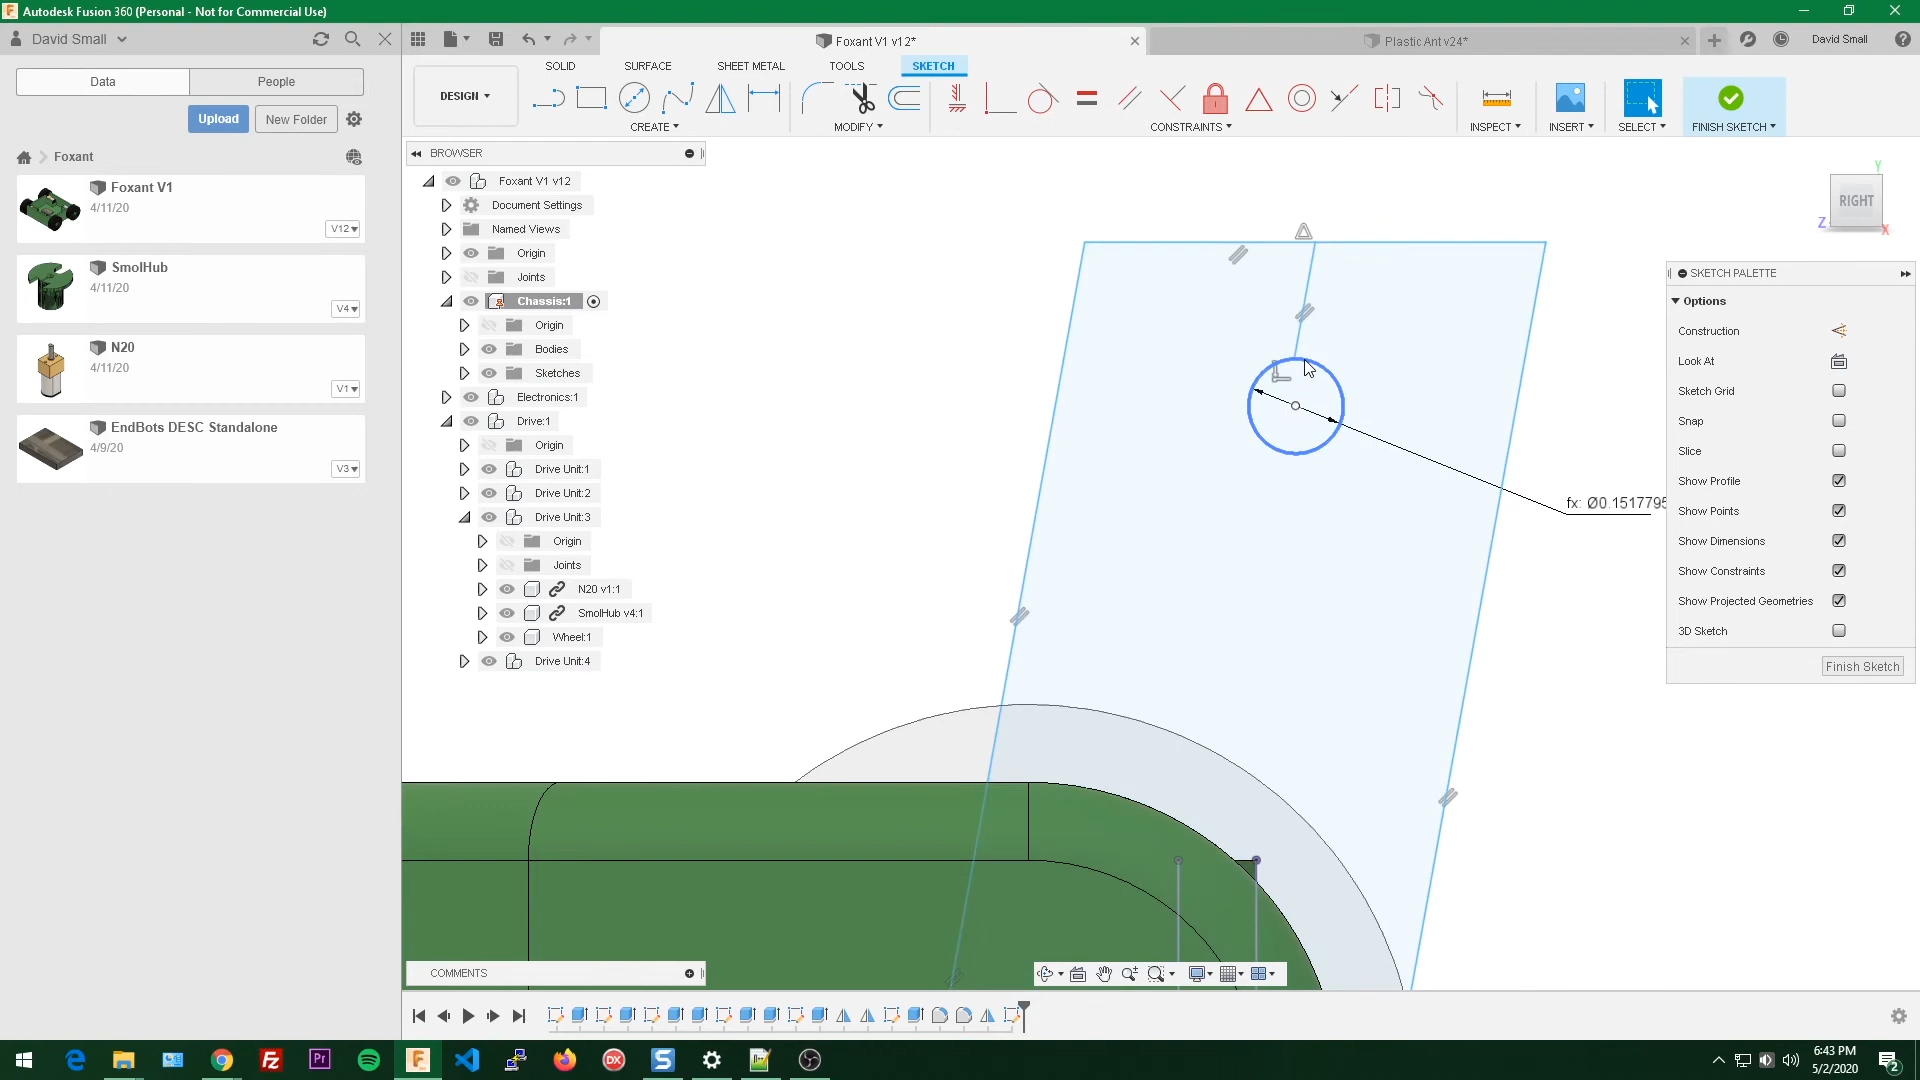 Autodesk Fusion 360 (Personal - Not for Commercial Use)
David Small
Foxant V1 v12*
Plastic Ant v24*
David Small
Data
People
Upload
New Folder
Foxant
Foxant V1
4/11/20
V12
SmolHub
4/11/20
V4
N20
4/11/20
V1
EndBots DESC Standalone
4/9/20
V3
SOLID
SURFACE
SHEET METAL
TOOLS
SKETCH
DESIGN
CREATE
MODIFY
CONSTRAINTS
INSPECT
INSERT
SELECT
FINISH SKETCH
BROWSER
Foxant V1 v12
Document Settings
Named Views
Origin
Joints
Chassis:1
Origin
Bodies
Sketches
Electronics:1
Drive:1
Origin
Drive Unit:1
Drive Unit:2
Drive Unit:3
Origin
Joints
N20 v1:1
SmolHub v4:1
Wheel:1
Drive Unit:4
fx: Ø0.1517795
Y
RIGHT
Z
X
SKETCH PALETTE
Options
Construction
Look At
Sketch Grid
Snap
Slice
Show Profile
Show Points
Show Dimensions
Show Constraints
Show Projected Geometries
3D Sketch
Finish Sketch
COMMENTS
6:43 PM
5/2/2020
2